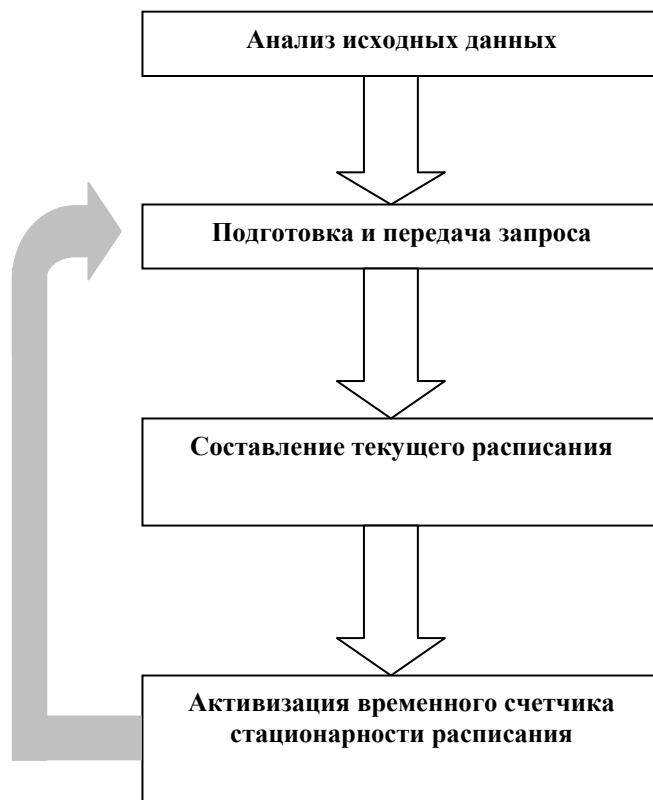 Анализ исходных данных
Подготовка и передача запроса
Составление текущего расписания
Активизация временного счетчика
стационарности расписания